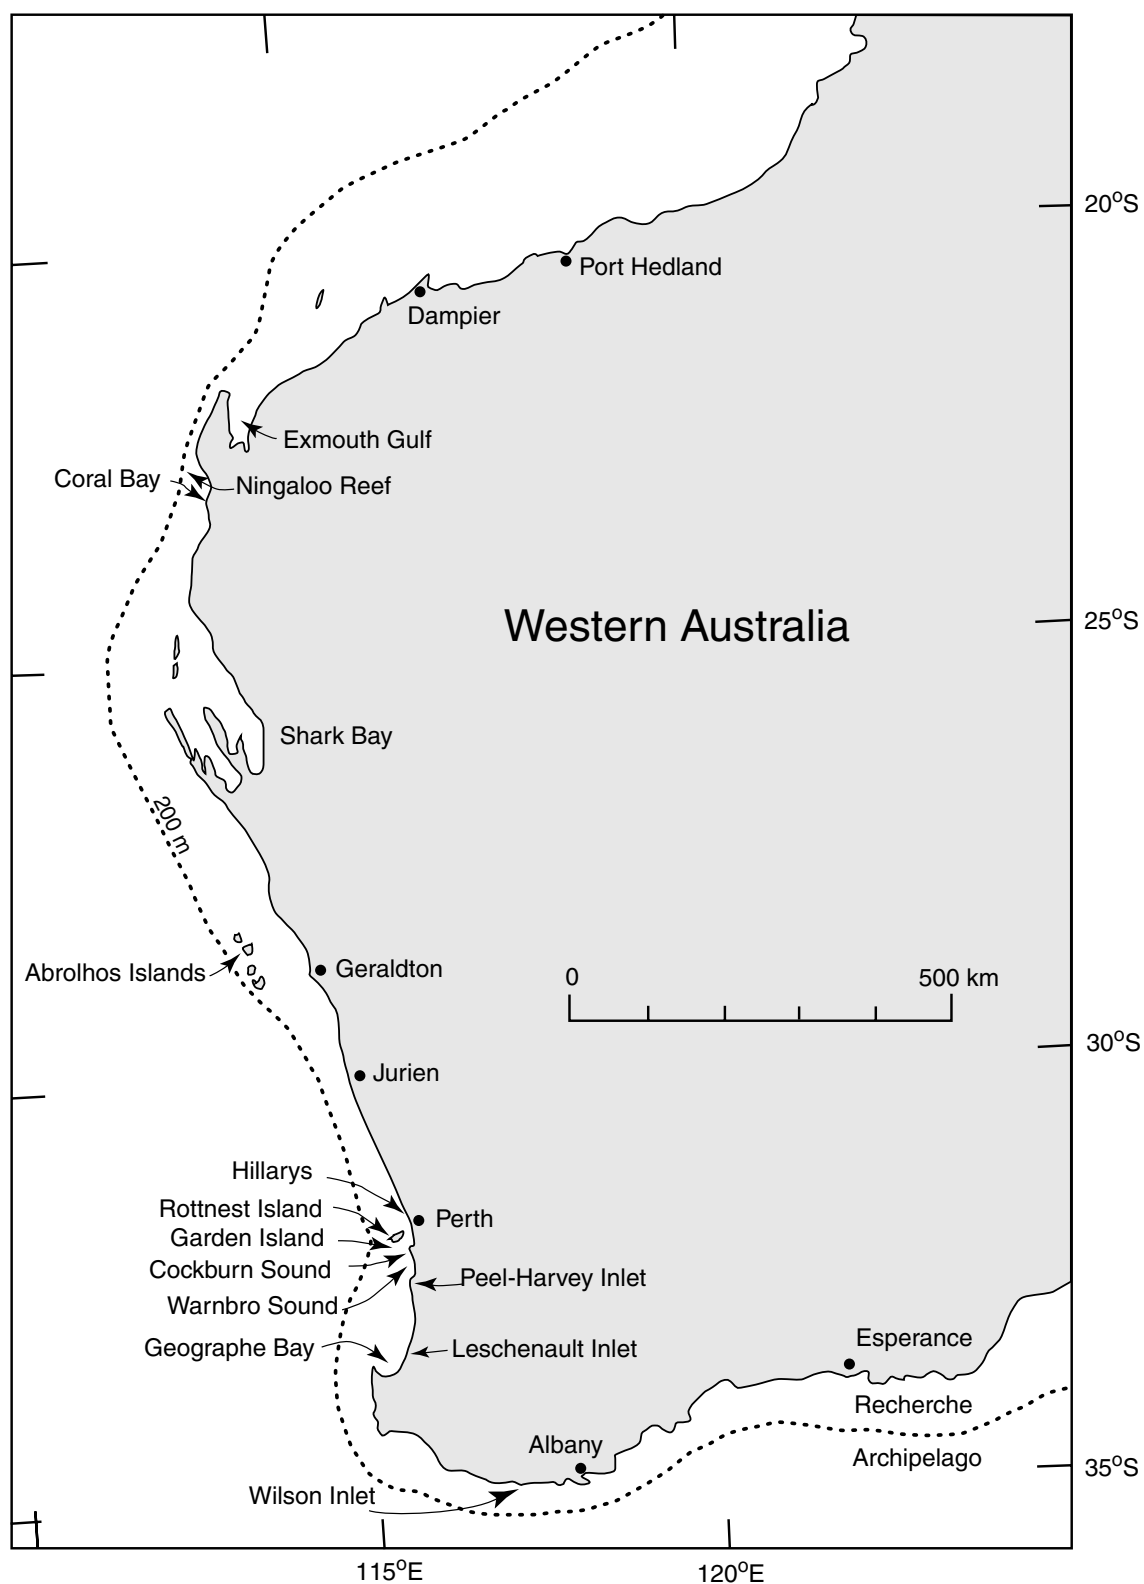 20°S
Port Hedland
Dampier
Exmouth Gulf
Coral Bay
Ningaloo Reef
25°S
Western Australia
Shark Bay
200 m
Abrolhos Islands
Geraldton
0
500 km
30°S
Jurien
Hillarys
Rottnest Island
Perth
Garden Island
Cockburn Sound
Peel-Harvey Inlet
Warnbro Sound
Geographe Bay
Leschenault Inlet
Esperance
Recherche
Archipelago
Albany
35°S
Wilson Inlet
115°E
120°E